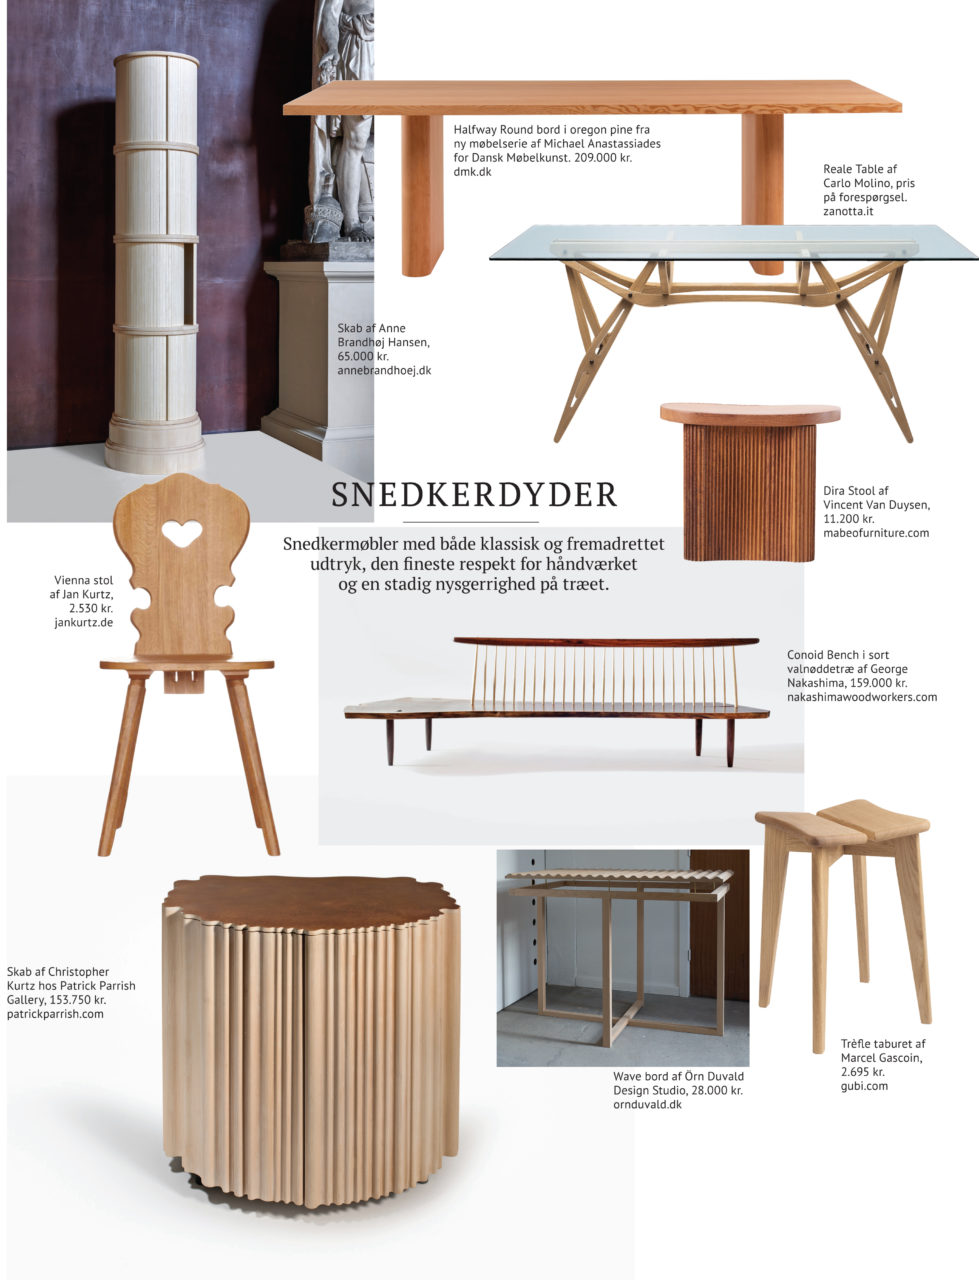 Halfway Round bord i oregon pine fra
ny møbelserie af Michael Anastassiades
for Dansk Møbelkunst. 209.000 kr.
dmk.dk
Reale Table af
Carlo Molino, pris
på forespørgsel.
zanotta.it
Skab af Anne
Brandhøj Hansen,
65.000 kr.
annebrandhoej.dk
SNEDKERDYDER
Snedkermøbler med både klassisk og fremadrettet
udtryk, den fineste respekt for håndværket
og en stadig nysgerrighed på træet.
Dira Stool af
Vincent Van Duysen,
11.200 kr.
mabeofurniture.com
Vienna stol
af Jan Kurtz,
2.530 kr.
jankurtz.de
Conoid Bench i sort
valnøddetræ af George
Nakashima, 159.000 kr.
nakashimawoodworkers.com
Skab af Christopher
Kurtz hos Patrick Parrish
Gallery, 153.750 kr.
patrickparrish.com
Wave bord af Örn Duvald
Design Studio, 28.000 kr.
ornduvald.dk
Tréfle taburet af
Marcel Gascoin,
2.695 kr.
gubi.com